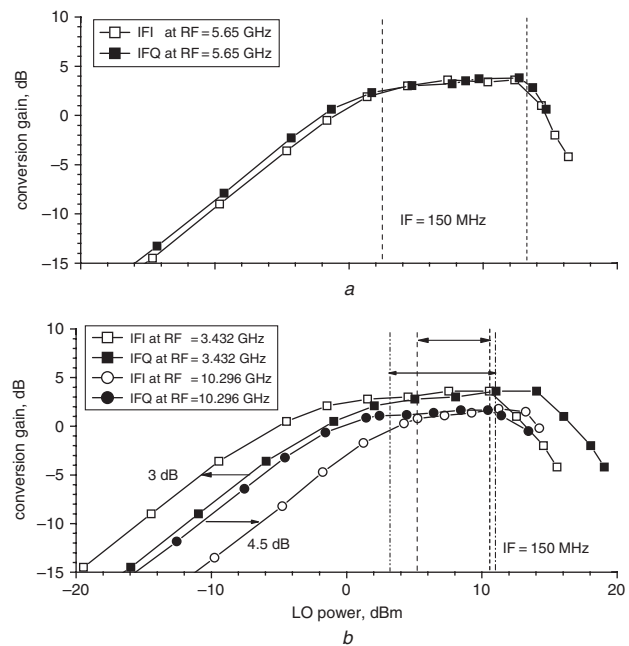 IFI at RF = 5.65 GHz
IFQ at RF = 5.65 GHz
conversion gain, dB
10
5
0
−5
−10
−15
IF = 150 MHz
a
IFI at RF = 3.432 GHz
IFQ at RF = 3.432 GHz
IFI at RF = 10.296 GHz
IFQ at RF = 10.296 GHz
conversion gain, dB
10
5
0
−5
−10
−15
3 dB
4.5 dB
IF = 150 MHz
−20
−10
0
10
20
LO power, dBm
b